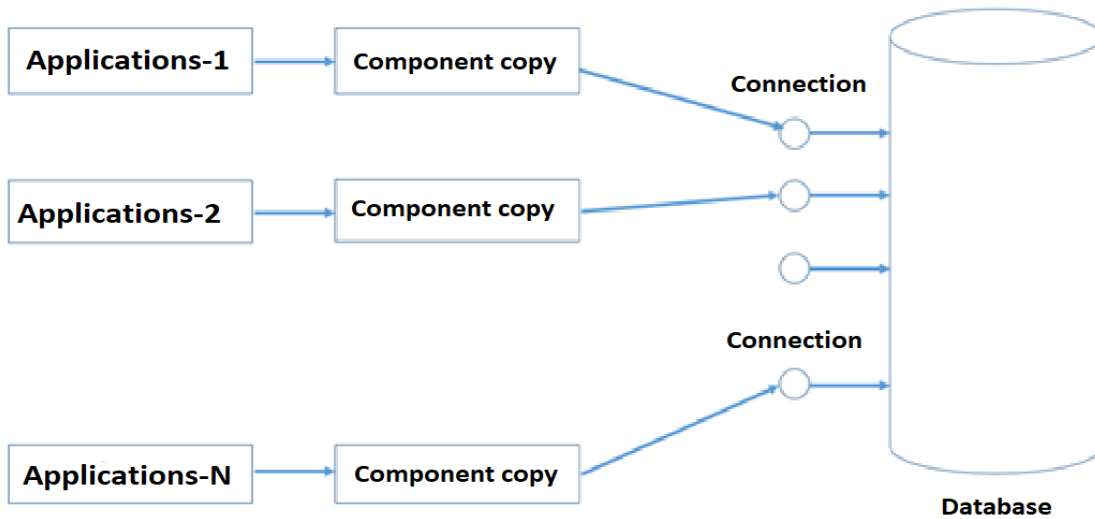 Applications-1
Component copy
Connection
Applications-2
Component copy
Connection
Applications-N
Component copy
Database